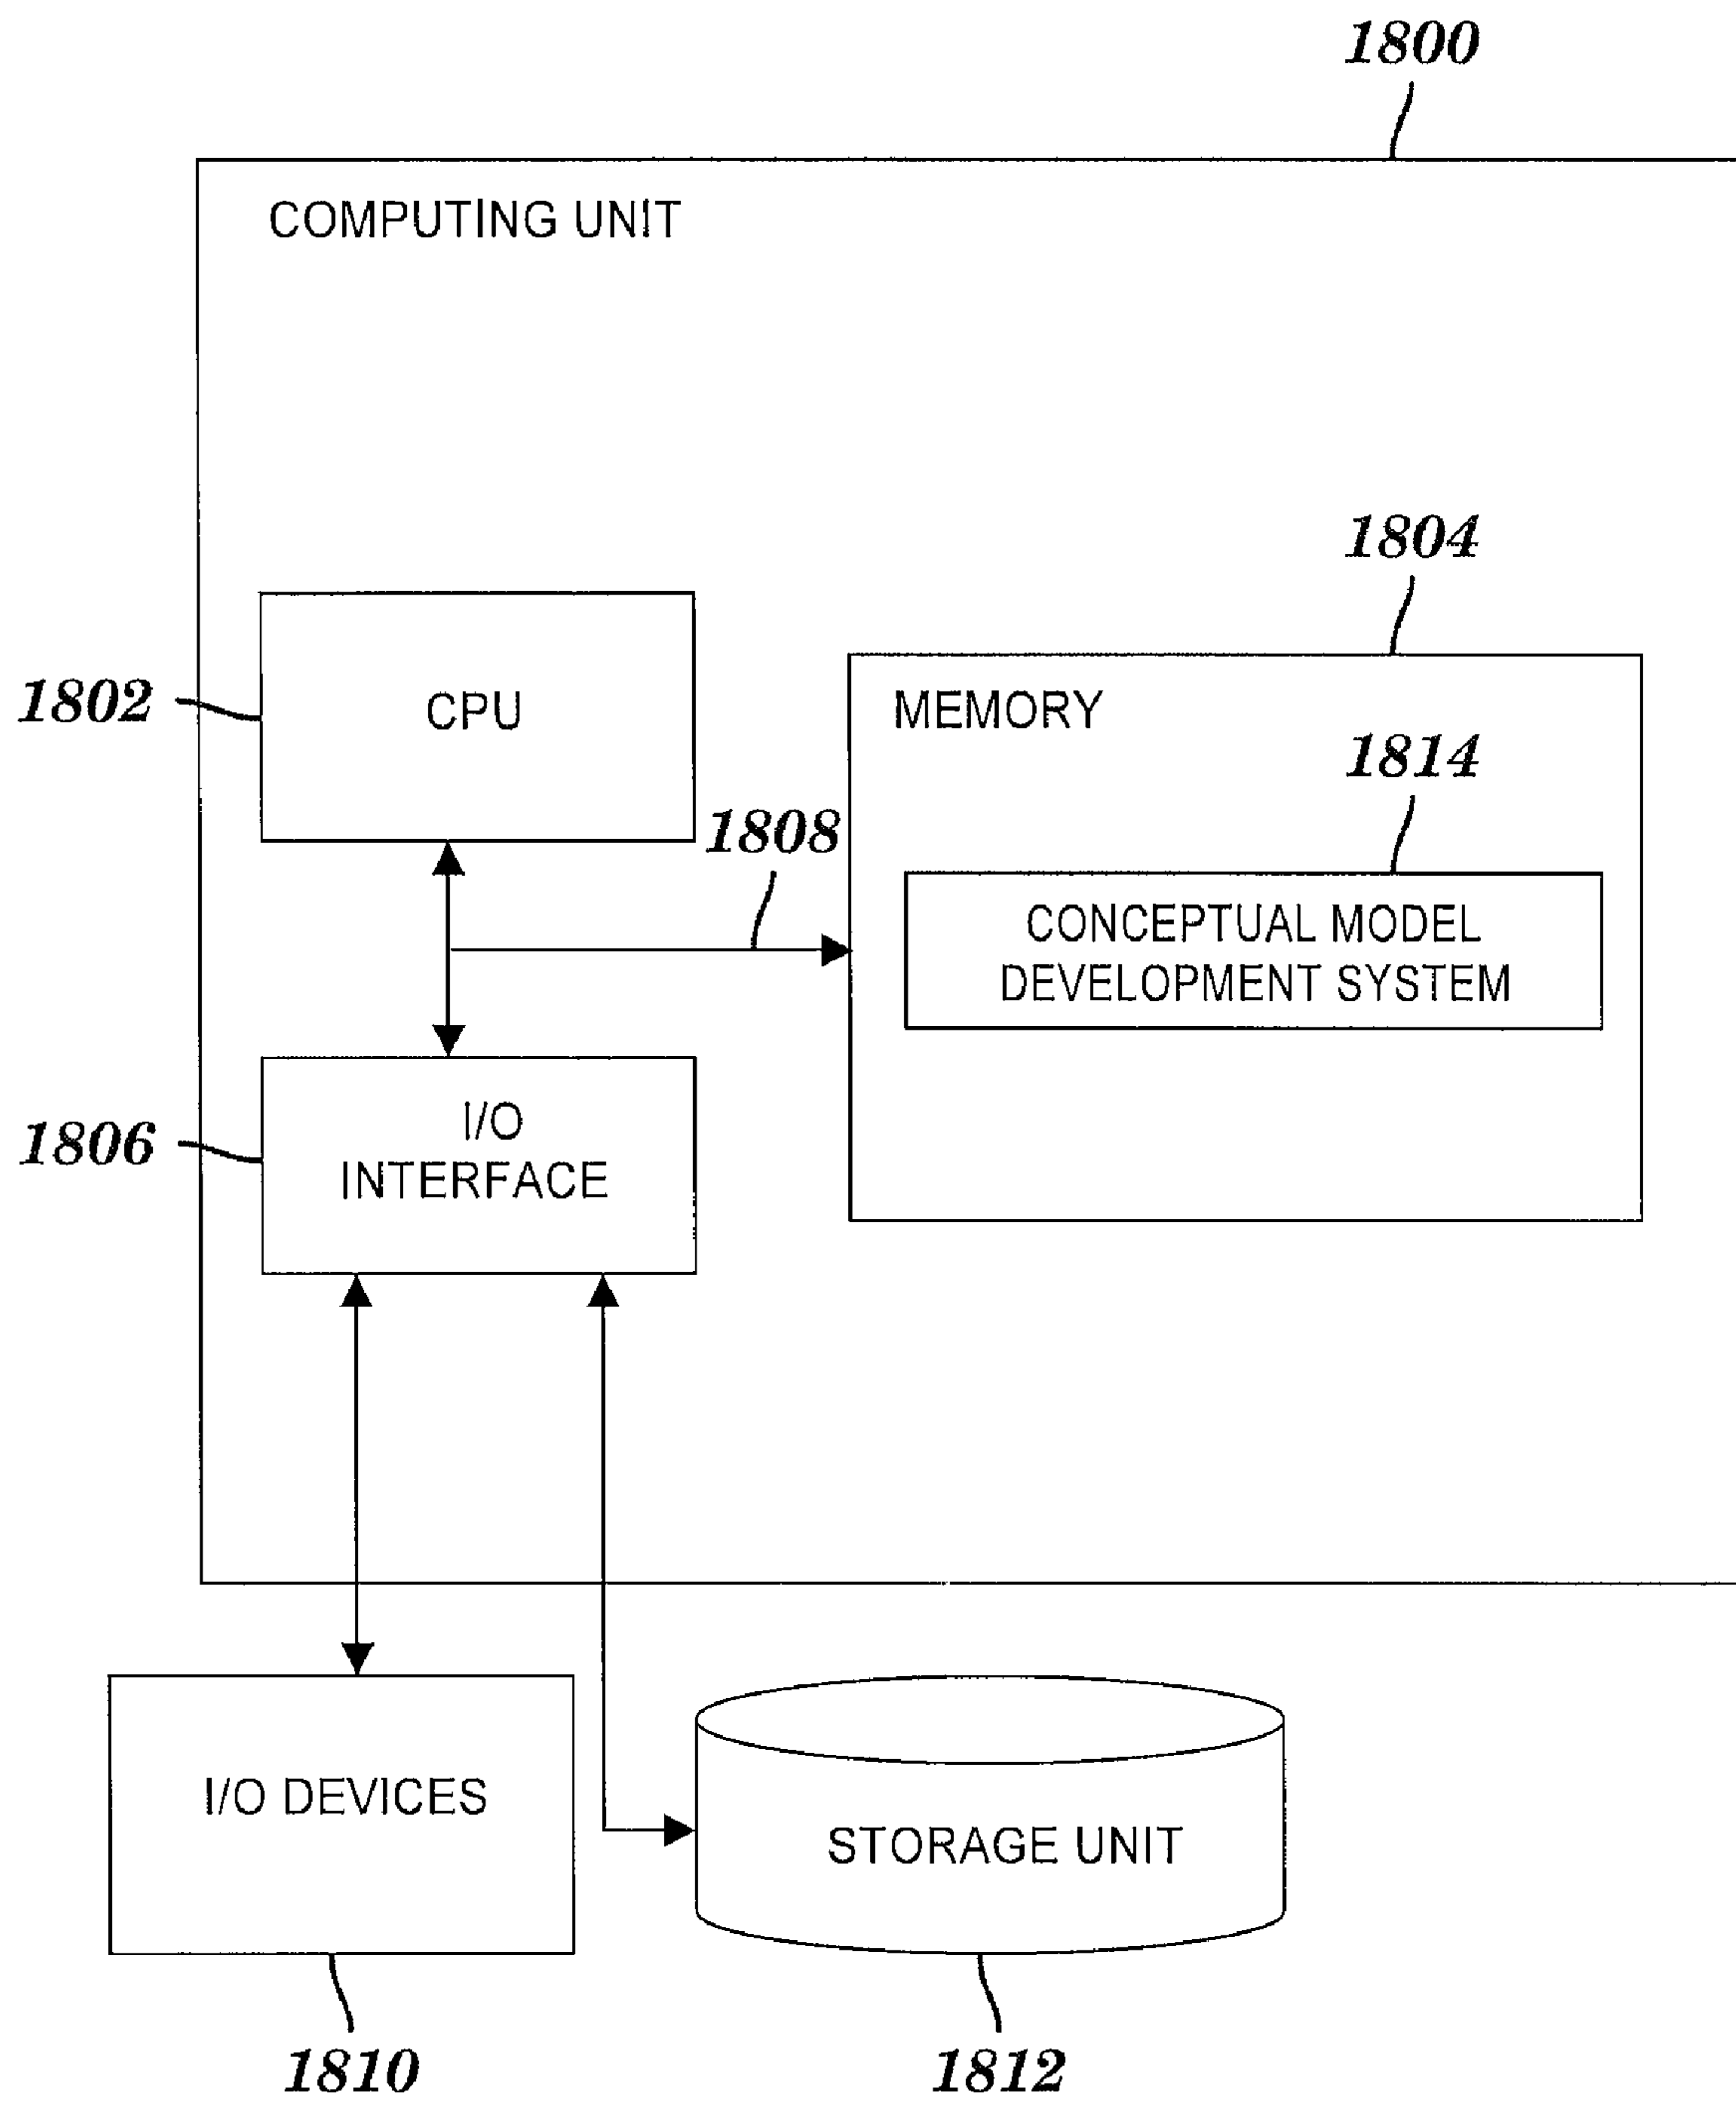 1800
COMPUTING UNIT
1804
1802
CPU
MEMORY
1814
1808
CONCEPTUAL MODEL
DEVELOPMENT SYSTEM
1806
I/O
INTERFACE
I/O DEVICES
STORAGE UNIT
1810
1812